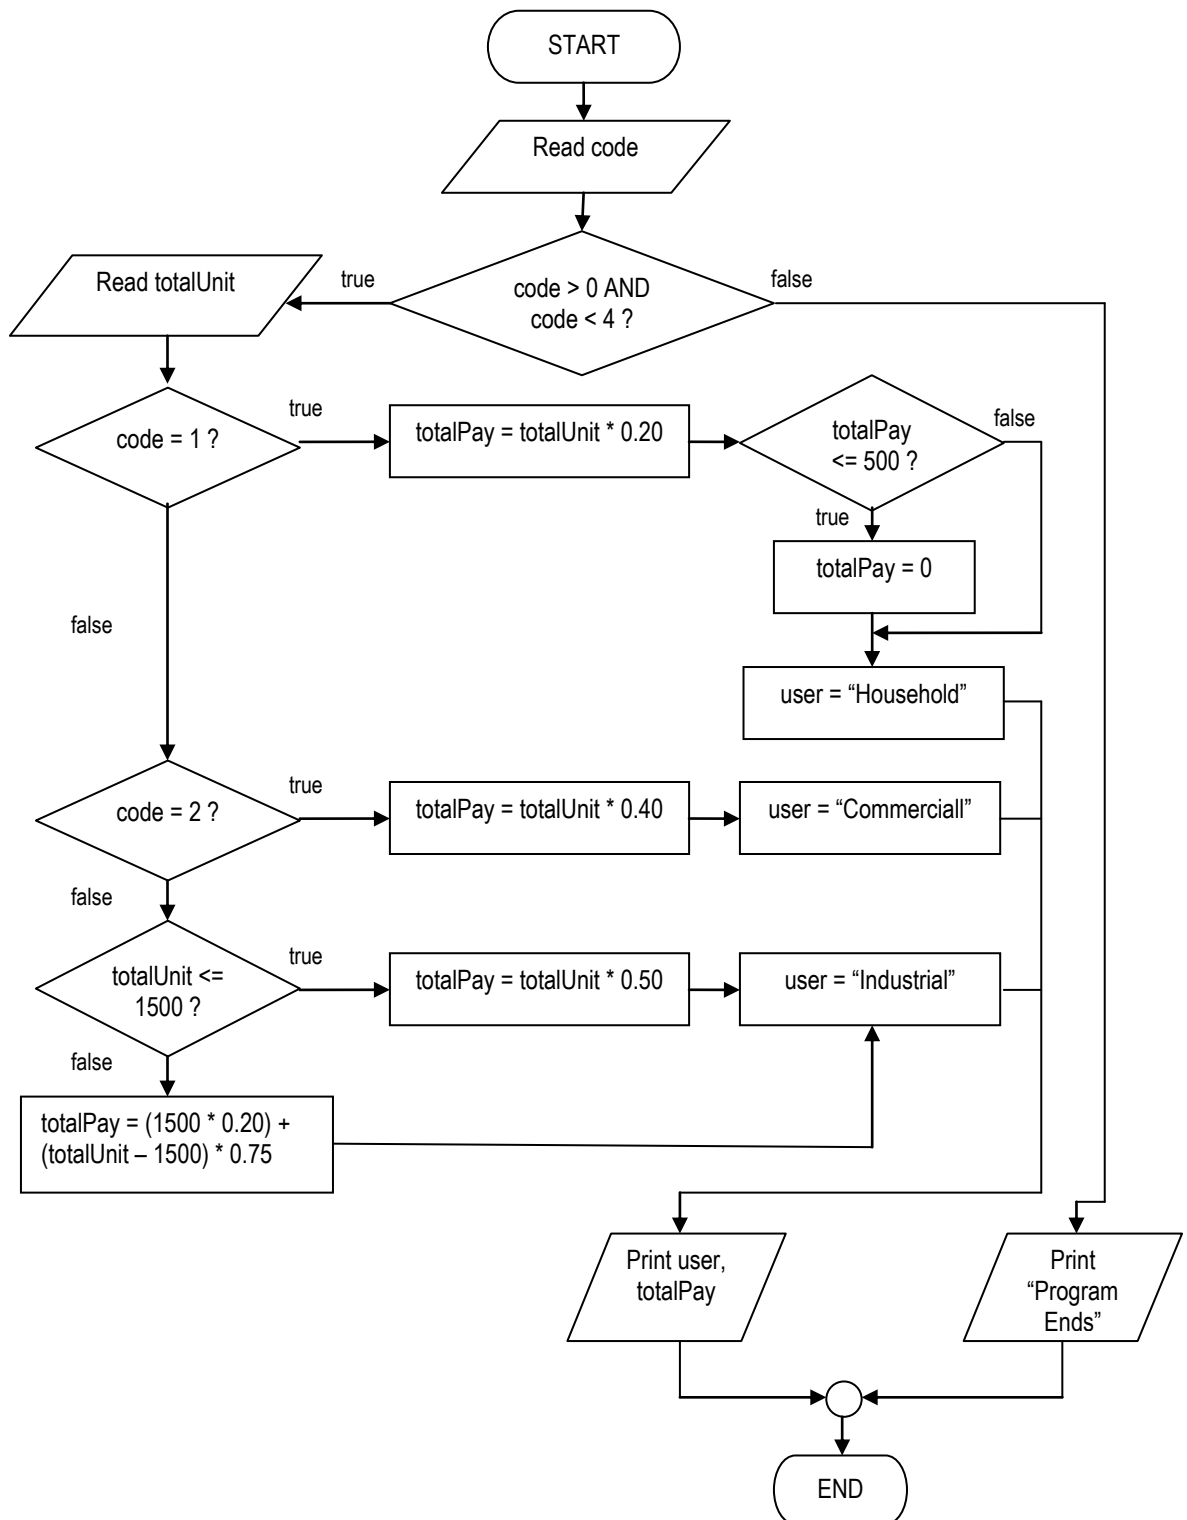 START
Read code
code > 0 AND
code < 4 ?
true
false
Read totalUnit
code = 1 ?
true
totalPay = totalUnit * 0.20
totalPay
<= 500 ?
false
true
totalPay = 0
false
user = “Household”
code = 2 ?
true
totalPay = totalUnit * 0.40
user = “Commerciall”
false
totalUnit <=
1500 ?
true
totalPay = totalUnit * 0.50
user = “Industrial”
false
totalPay = (1500 * 0.20) +
(totalUnit – 1500) * 0.75
Print user,
totalPay
Print
“Program
Ends”
END